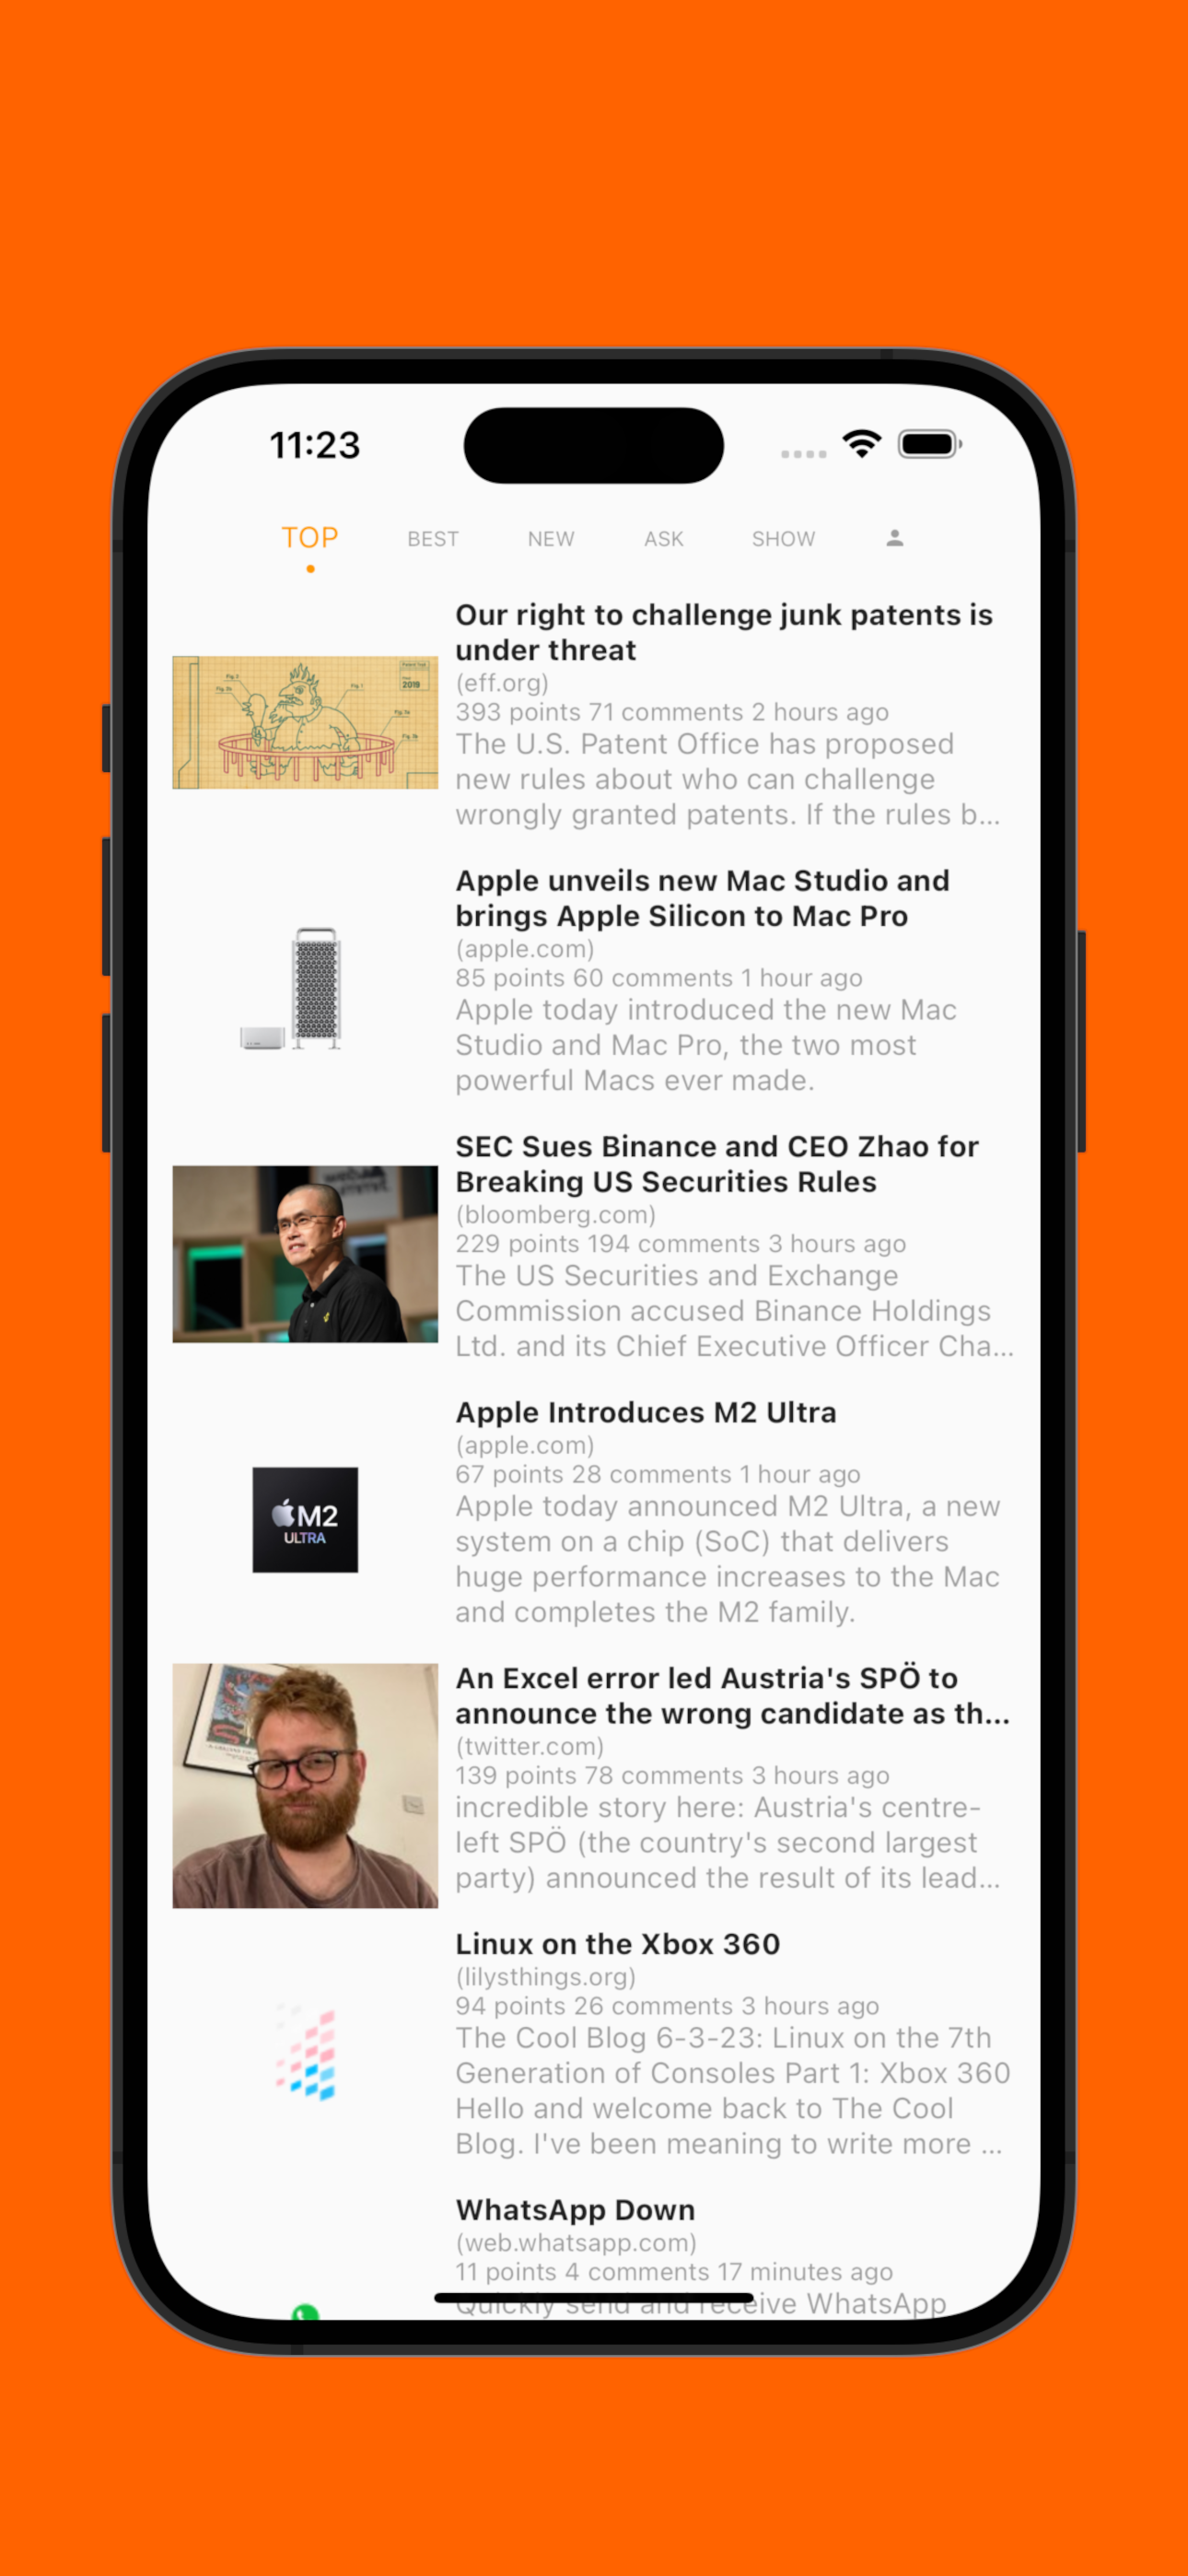 11:23
TOP BEST NEW ASK SHOW
Our right to challenge junk patents is
under threat
(eff.org)
393 points 71 comments 2 hours ago
The U.S. Patent Office has proposed
new rules about who can challenge
wrongly granted patents. If the rules b...
2019
Apple unveils new Mac Studio and
brings Apple Silicon to Mac Pro
(apple.com)
85 points 60 comments 1 hour ago
Apple today introduced the new Mac
Studio and Mac Pro, the two most
powerful Macs ever made.
SEC Sues Binance and CEO Zhao for
Breaking US Securities Rules
(bloomberg.com)
229 points 194 comments 3 hours ago
The US Securities and Exchange
Commission accused Binance Holdings
Ltd. and its Chief Executive Officer Cha...
Apple Introduces M2 Ultra
(apple.com)
67 points 28 comments 1 hour ago
Apple today announced M2 Ultra, a new
system on a chip (SoC) that delivers
huge performance increases to the Mac
and completes the M2 family.
M2
ULTRA
An Excel error led Austria's SPÖ to
announce the wrong candidate as th...
(twitter.com)
139 points 78 comments 3 hours ago
incredible story here: Austria's centre-
left SPÖ (the country's second largest
party) announced the result of its lead...
Linux on the Xbox 360
(lilysthings.org)
94 points 26 comments 3 hours ago
The Cool Blog 6-3-23: Linux on the 7th
Generation of Consoles Part 1: Xbox 360
Hello and welcome back to The Cool
Blog. I've been meaning to write more ...
WhatsApp Down
(web.whatsapp.com)
11 points 4 comments 17 minutes ago
Quickly send and receive WhatsApp